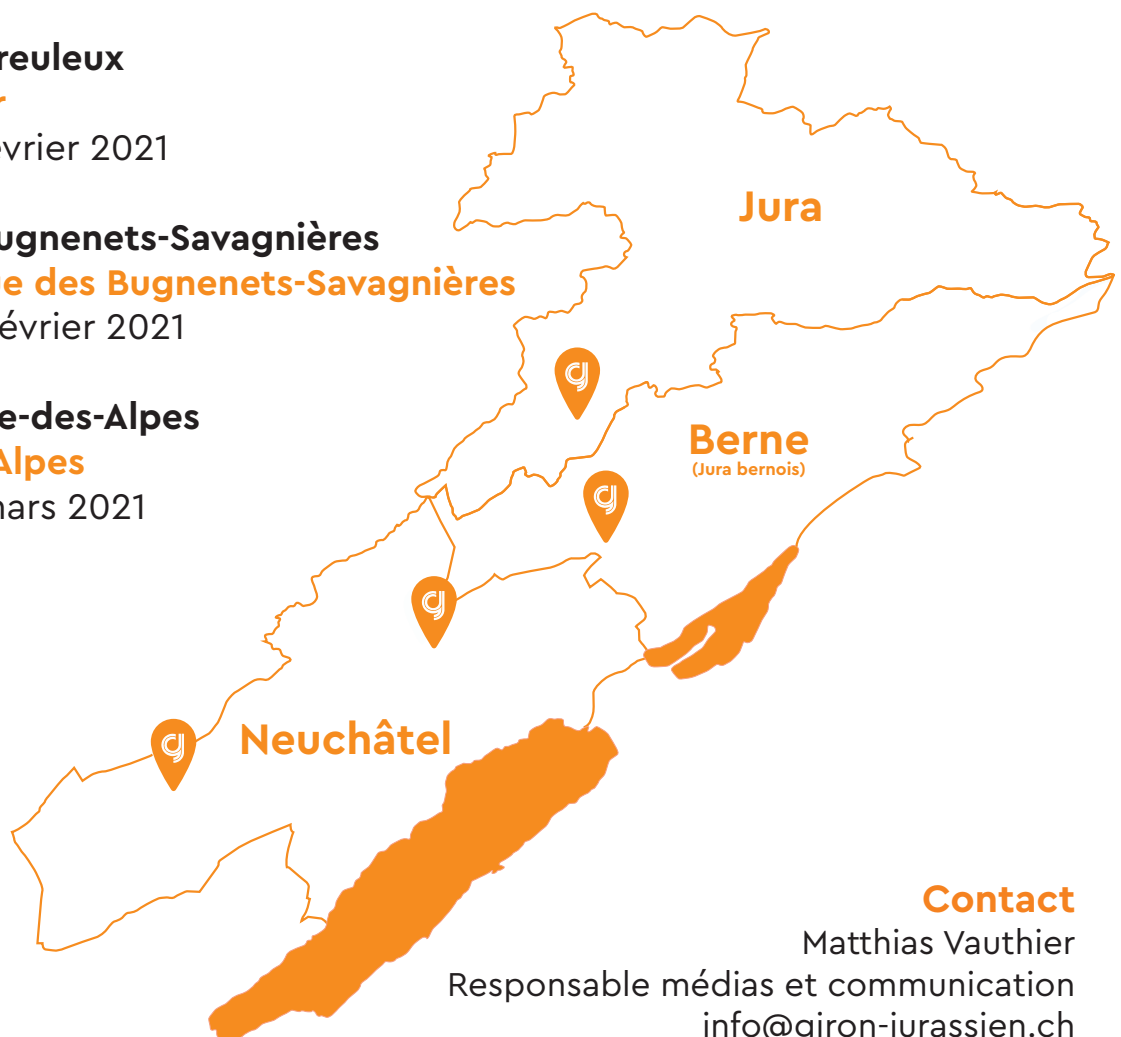 reuleux
r
évrier 2021
ugnenets-Savagnières
e des Bugnenets-Savagnières
évrier 2021
e-des-Alpes
Alpes
nars 2021
Jura
Berne
(Jura bernois)
Neuchâtel
Contact
Matthias Vauthier
Responsable médias et communication
info@giron-jurassien.ch